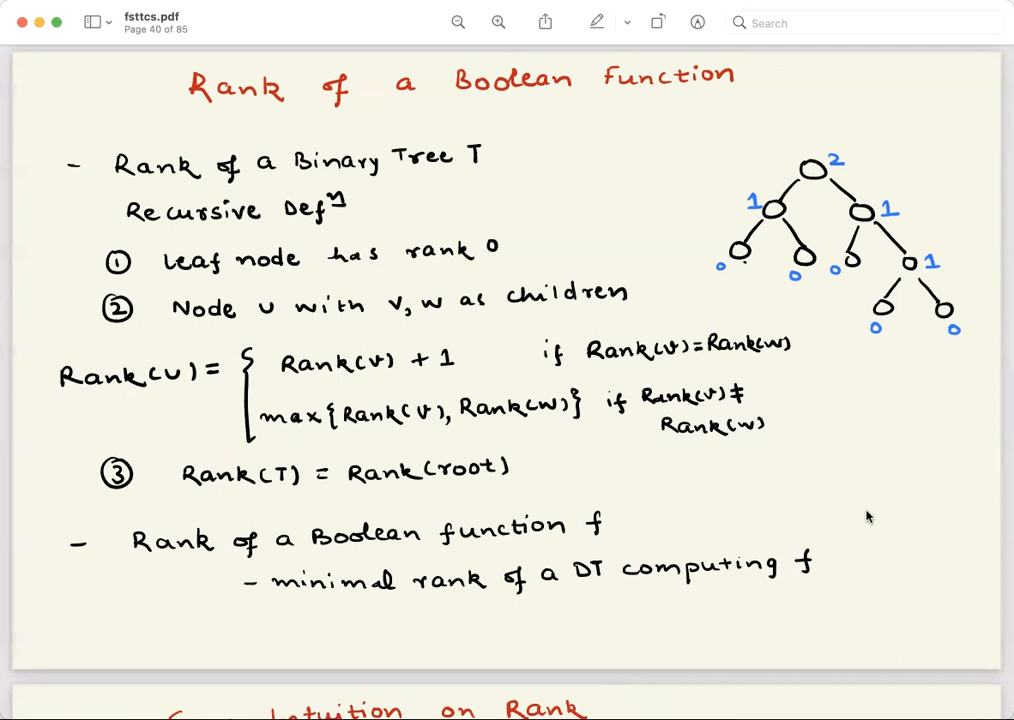 fsttcs.pdf
Page 40 of 85
Search
Rank of a Boolean Function
- Rank of a Binary Tree T
Recursive Defⁿ
① Leaf node has rank 0
② Node u with v, w as children
Rank(u) = { Rank(v) + 1 if Rank(v)=Rank(w)
max{Rank(v), Rank(w)} if Rank(v) ≠
Rank(w)
③ Rank(T) = Rank(root)
- Rank of a Boolean function f
- minimal rank of a DT computing f
2
1 1
0 0 0 1
0 0
Intuition on Rank